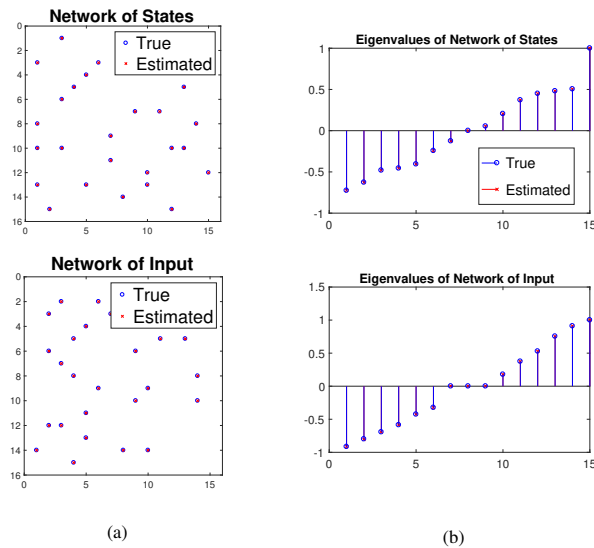 Network of States
0
2
4
6
8
10
12
14
16
0 5 10 15
True
Estimated
Eigenvalues of Network of States
1
0.5
0
-0.5
-1
0 5 10 15
True
Estimated
Network of Input
0
2
4
6
8
10
12
14
16
0 5 10 15
True
Estimated
Eigenvalues of Network of Input
1.5
1
0.5
0
-0.5
-1
0 5 10 15
(a)
(b)